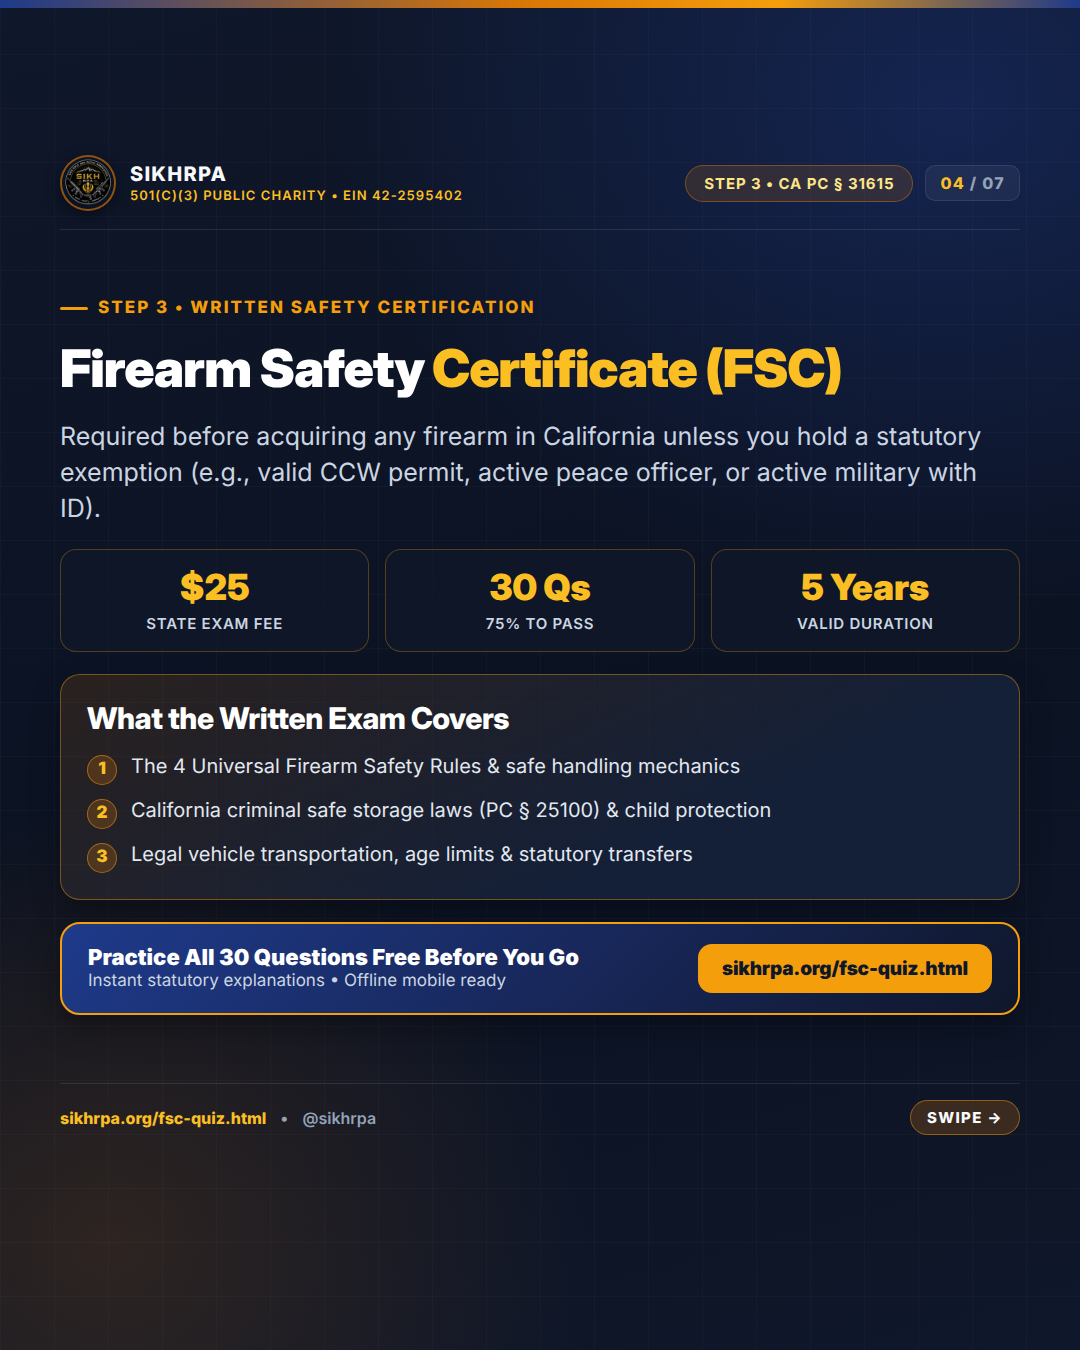 SIKH
SIKHRPA
501(C)(3) PUBLIC CHARITY • EIN 42-2595402
STEP 3 • CA PC § 31615
04 / 07
STEP 3 • WRITTEN SAFETY CERTIFICATION
Firearm Safety Certificate (FSC)
Required before acquiring any firearm in California unless you hold a statutory
exemption (e.g., valid CCW permit, active peace officer, or active military with
ID).
$25
STATE EXAM FEE
30 Qs
75% TO PASS
5 Years
VALID DURATION
What the Written Exam Covers
1 The 4 Universal Firearm Safety Rules & safe handling mechanics
2 California criminal safe storage laws (PC § 25100) & child protection
3 Legal vehicle transportation, age limits & statutory transfers
Practice All 30 Questions Free Before You Go
Instant statutory explanations • Offline mobile ready
sikhrpa.org/fsc-quiz.html
sikhrpa.org/fsc-quiz.html • @sikhrpa
SWIPE →